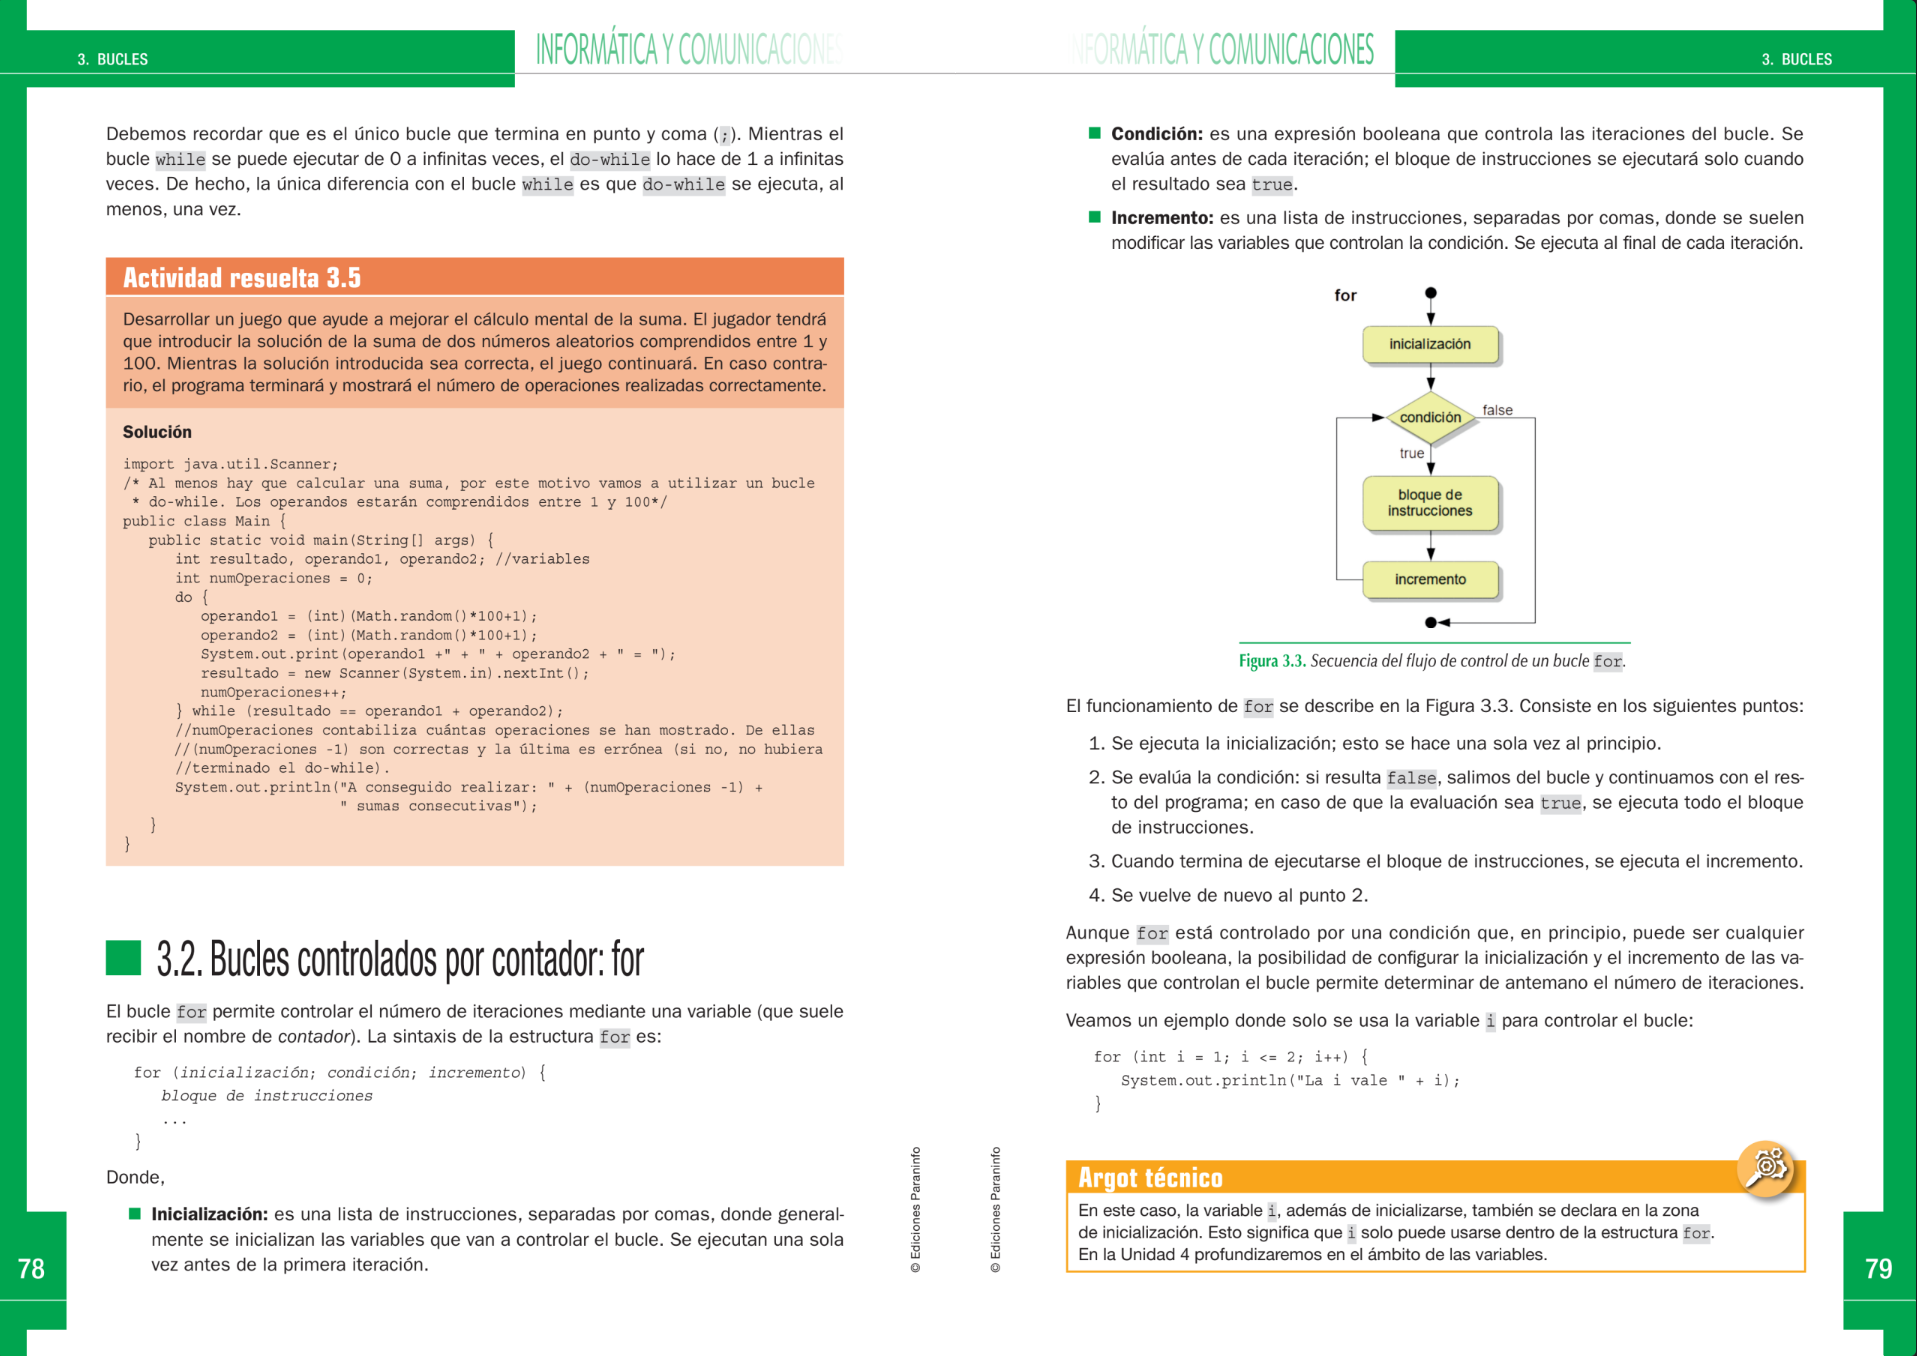 3. BUCLES
INFORMÁTICA Y COMUNICACIONES
Debemos recordar que es el único bucle que termina en punto y coma (;). Mientras el
bucle while se puede ejecutar de 0 a infinitas veces, el do-while lo hace de 1 a infinitas
veces. De hecho, la única diferencia con el bucle while es que do-while se ejecuta, al
menos, una vez.
Actividad resuelta 3.5
Desarrollar un juego que ayude a mejorar el cálculo mental de la suma. El jugador tendrá
que introducir la solución de la suma de dos números aleatorios comprendidos entre 1 y
100. Mientras la solución introducida sea correcta, el juego continuará. En caso contra-
rio, el programa terminará y mostrará el número de operaciones realizadas correctamente.
Solución
import java.util.Scanner;
/* Al menos hay que calcular una suma, por este motivo vamos a utilizar un bucle
* do-while. Los operandos estarán comprendidos entre 1 y 100*/
public class Main {
public static void main(String[] args) {
int resultado, operando1, operando2; //variables
int numOperaciones = 0;
do {
operando1 = (int)(Math.random()*100+1);
operando2 = (int)(Math.random()*100+1);
System.out.print(operando1 +" + " + operando2 + " = ");
resultado = new Scanner(System.in).nextInt();
numOperaciones++;
} while (resultado == operando1 + operando2);
//numOperaciones contabiliza cuántas operaciones se han mostrado. De ellas
//(numOperaciones -1) son correctas y la última es errónea (si no, no hubiera
//terminado el do-while).
System.out.println("A conseguido realizar: " + (numOperaciones -1) +
" sumas consecutivas");
}
}
3.2. Bucles controlados por contador: for
El bucle for permite controlar el número de iteraciones mediante una variable (que suele
recibir el nombre de contador). La sintaxis de la estructura for es:
for (inicialización; condición; incremento) {
bloque de instrucciones
...
}
Donde,
Inicialización: es una lista de instrucciones, separadas por comas, donde general-
mente se inicializan las variables que van a controlar el bucle. Se ejecutan una sola
vez antes de la primera iteración.
78
© Ediciones Paraninfo
INFORMÁTICA Y COMUNICACIONES
3. BUCLES
Condición: es una expresión booleana que controla las iteraciones del bucle. Se
evalúa antes de cada iteración; el bloque de instrucciones se ejecutará solo cuando
el resultado sea true.
Incremento: es una lista de instrucciones, separadas por comas, donde se suelen
modificar las variables que controlan la condición. Se ejecuta al final de cada iteración.
for
inicialización
condición
false
true
bloque de
instrucciones
incremento
Figura 3.3. Secuencia del flujo de control de un bucle for.
El funcionamiento de for se describe en la Figura 3.3. Consiste en los siguientes puntos:
1. Se ejecuta la inicialización; esto se hace una sola vez al principio.
2. Se evalúa la condición: si resulta false, salimos del bucle y continuamos con el res-
to del programa; en caso de que la evaluación sea true, se ejecuta todo el bloque
de instrucciones.
3. Cuando termina de ejecutarse el bloque de instrucciones, se ejecuta el incremento.
4. Se vuelve de nuevo al punto 2.
Aunque for está controlado por una condición que, en principio, puede ser cualquier
expresión booleana, la posibilidad de configurar la inicialización y el incremento de las va-
riables que controlan el bucle permite determinar de antemano el número de iteraciones.
Veamos un ejemplo donde solo se usa la variable i para controlar el bucle:
for (int i = 1; i <= 2; i++) {
System.out.println("La i vale " + i);
}
Argot técnico
En este caso, la variable i, además de inicializarse, también se declara en la zona
de inicialización. Esto significa que i solo puede usarse dentro de la estructura for.
En la Unidad 4 profundizaremos en el ámbito de las variables.
© Ediciones Paraninfo
79